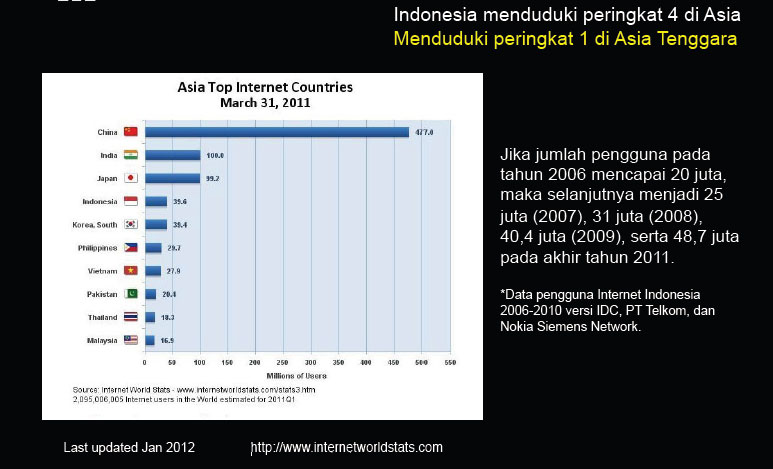 Indonesia menduduki peringkat 4 di Asia
Menduduki peringkat 1 di Asia Tenggara
Asia Top Internet Countries
March 31, 2011
China 477.0
India 100.0
Japan 99.2
Indonesia 39.6
Korea, South 39.4
Philippines 29.7
Vietnam 27.9
Pakistan 20.4
Thailand 18.3
Malaysia 16.9
0 50 100 150 200 250 300 350 400 450 500 550
Millions of Users
Source: Internet World Stats - www.internetworldstats.com/stats3.htm
2,095,006,005 Internet users in the World estimated for 2011Q1
Jika jumlah pengguna pada
tahun 2006 mencapai 20 juta,
maka selanjutnya menjadi 25
juta (2007), 31 juta (2008),
40,4 juta (2009), serta 48,7 juta
pada akhir tahun 2011.
*Data pengguna Internet Indonesia
2006-2010 versi IDC, PT Telkom, dan
Nokia Siemens Network.
Last updated Jan 2012 http://www.internetworldstats.com